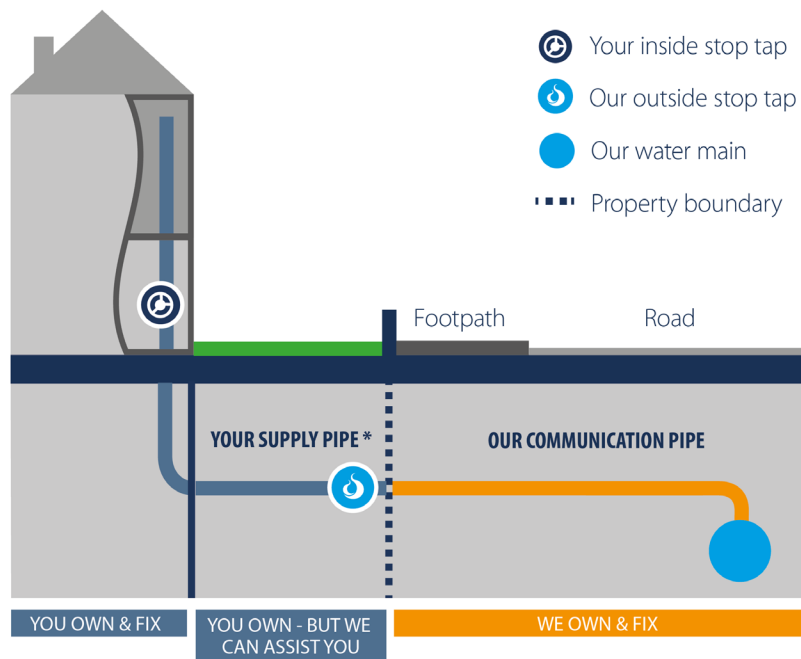 Your inside stop tap
Our outside stop tap
Our water main
Property boundary
Footpath
Road
YOUR SUPPLY PIPE *
OUR COMMUNICATION PIPE
YOU OWN & FIX
YOU OWN - BUT WE
CAN ASSIST YOU
WE OWN & FIX